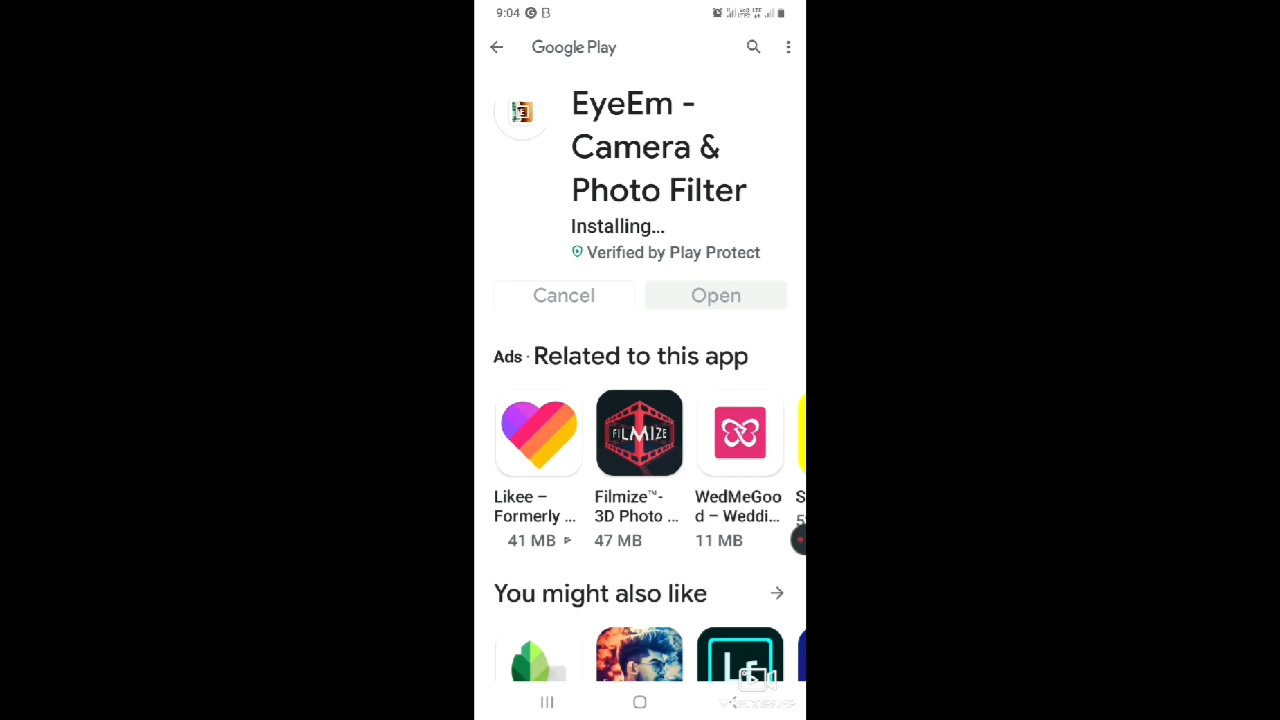 9:04
Google Play
EyeEm -
Camera &
Photo Filter
Installing...
Verified by Play Protect
Cancel
Open
Ads · Related to this app
FILMIZE
Likee –
Formerly ...
41 MB
Filmize™-
3D Photo ...
47 MB
WedMeGoo
d – Weddi...
11 MB
S
You might also like